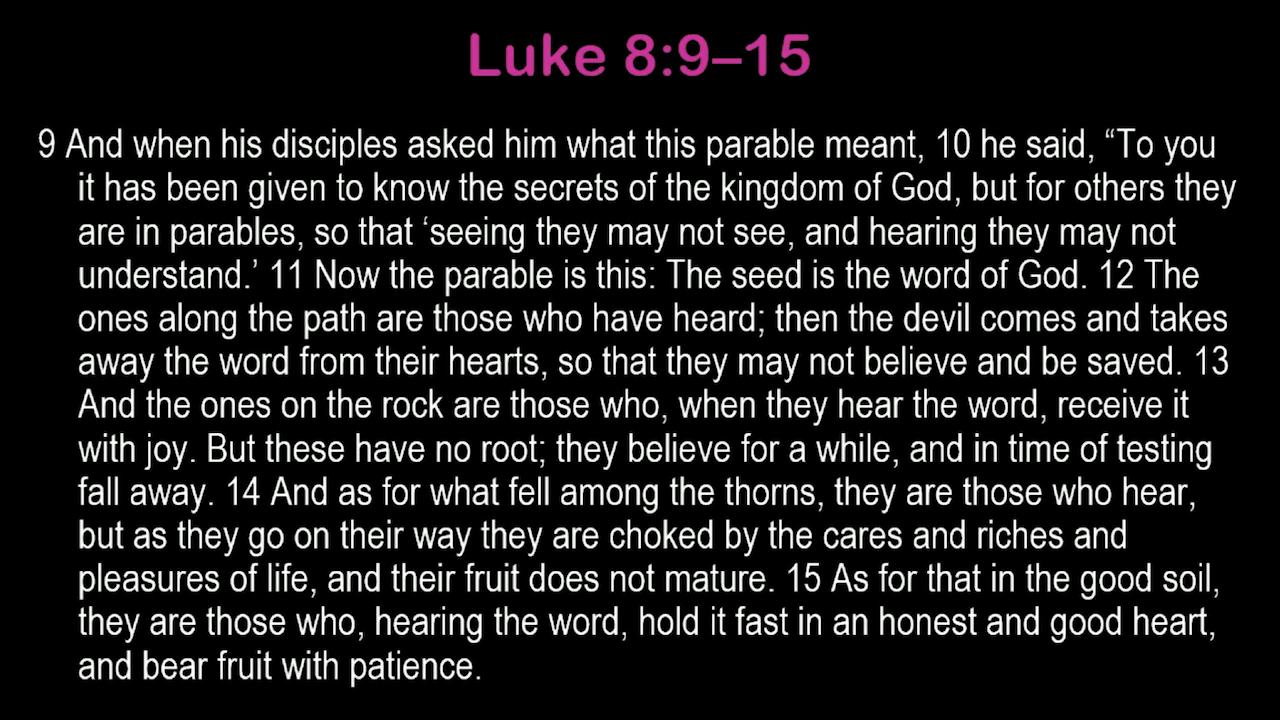 Luke 8:9–15
9 And when his disciples asked him what this parable meant, 10 he said, “To you
it has been given to know the secrets of the kingdom of God, but for others they
are in parables, so that ‘seeing they may not see, and hearing they may not
understand.’ 11 Now the parable is this: The seed is the word of God. 12 The
ones along the path are those who have heard; then the devil comes and takes
away the word from their hearts, so that they may not believe and be saved. 13
And the ones on the rock are those who, when they hear the word, receive it
with joy. But these have no root; they believe for a while, and in time of testing
fall away. 14 And as for what fell among the thorns, they are those who hear,
but as they go on their way they are choked by the cares and riches and
pleasures of life, and their fruit does not mature. 15 As for that in the good soil,
they are those who, hearing the word, hold it fast in an honest and good heart,
and bear fruit with patience.